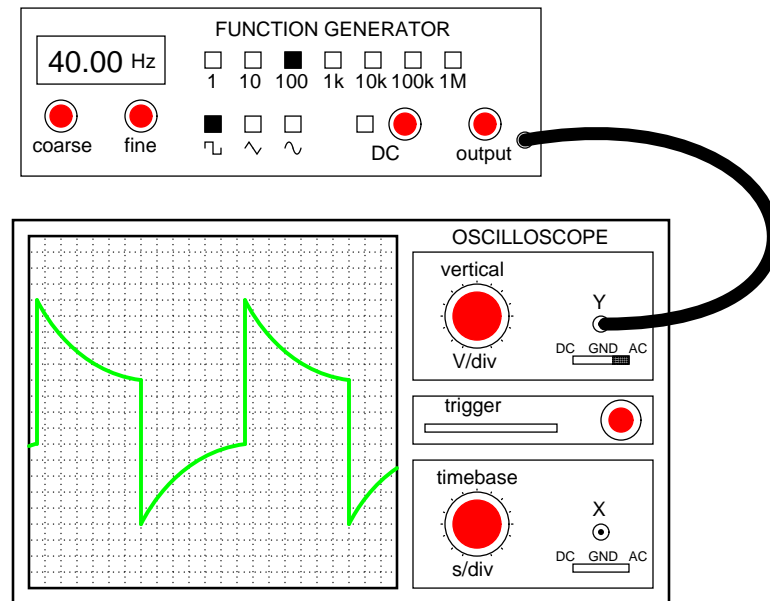 FUNCTION GENERATOR
40.00 Hz
1 10 100 1k 10k 100k 1M
coarse fine
DC output
OSCILLOSCOPE
vertical
Y
DC GND AC
V/div
trigger
timebase
X
DC GND AC
s/div